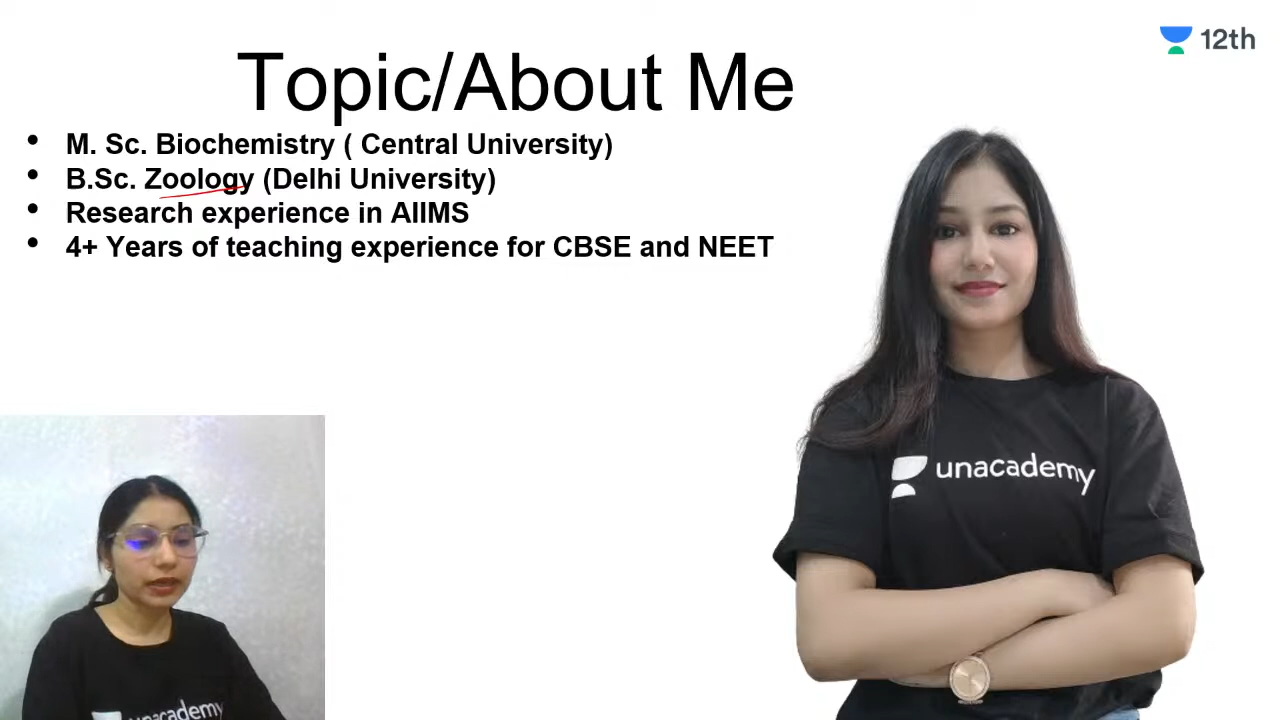 12th
Topic/About Me
• M. Sc. Biochemistry ( Central University)
• B.Sc. Zoology (Delhi University)
• Research experience in AIIMS
• 4+ Years of teaching experience for CBSE and NEET
unacademy
unacademy